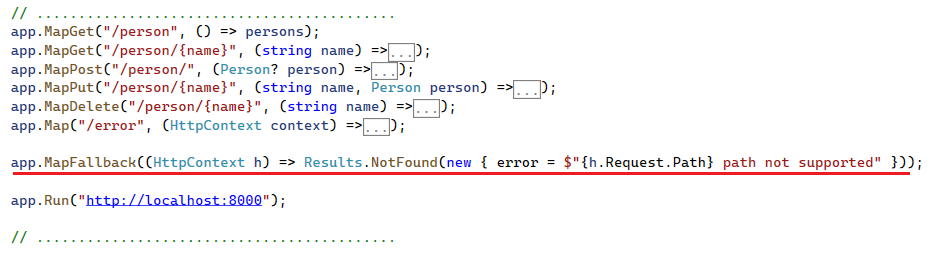 // ...........................................
app.MapGet("/person", () => persons);
app.MapGet("/person/{name}", (string name) =>...);
app.MapPost("/person/", (Person? person) =>...);
app.MapPut("/person/{name}", (string name, Person person) =>...);
app.MapDelete("/person/{name}", (string name) =>...);
app.Map("/error", (HttpContext context) =>...);
app.MapFallback((HttpContext h) => Results.NotFound(new { error = $"{h.Request.Path} path not supported" }));
app.Run("http://localhost:8000");
// ...........................................